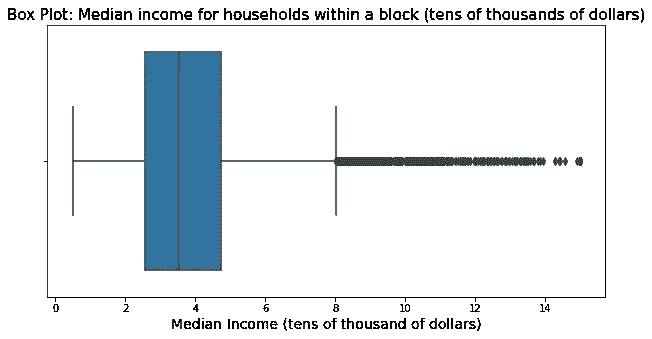 Box Plot: Median income for households within a block (tens of thousands of dollars)
0 2 4 6 8 10 12 14
Median Income (tens of thousand of dollars)